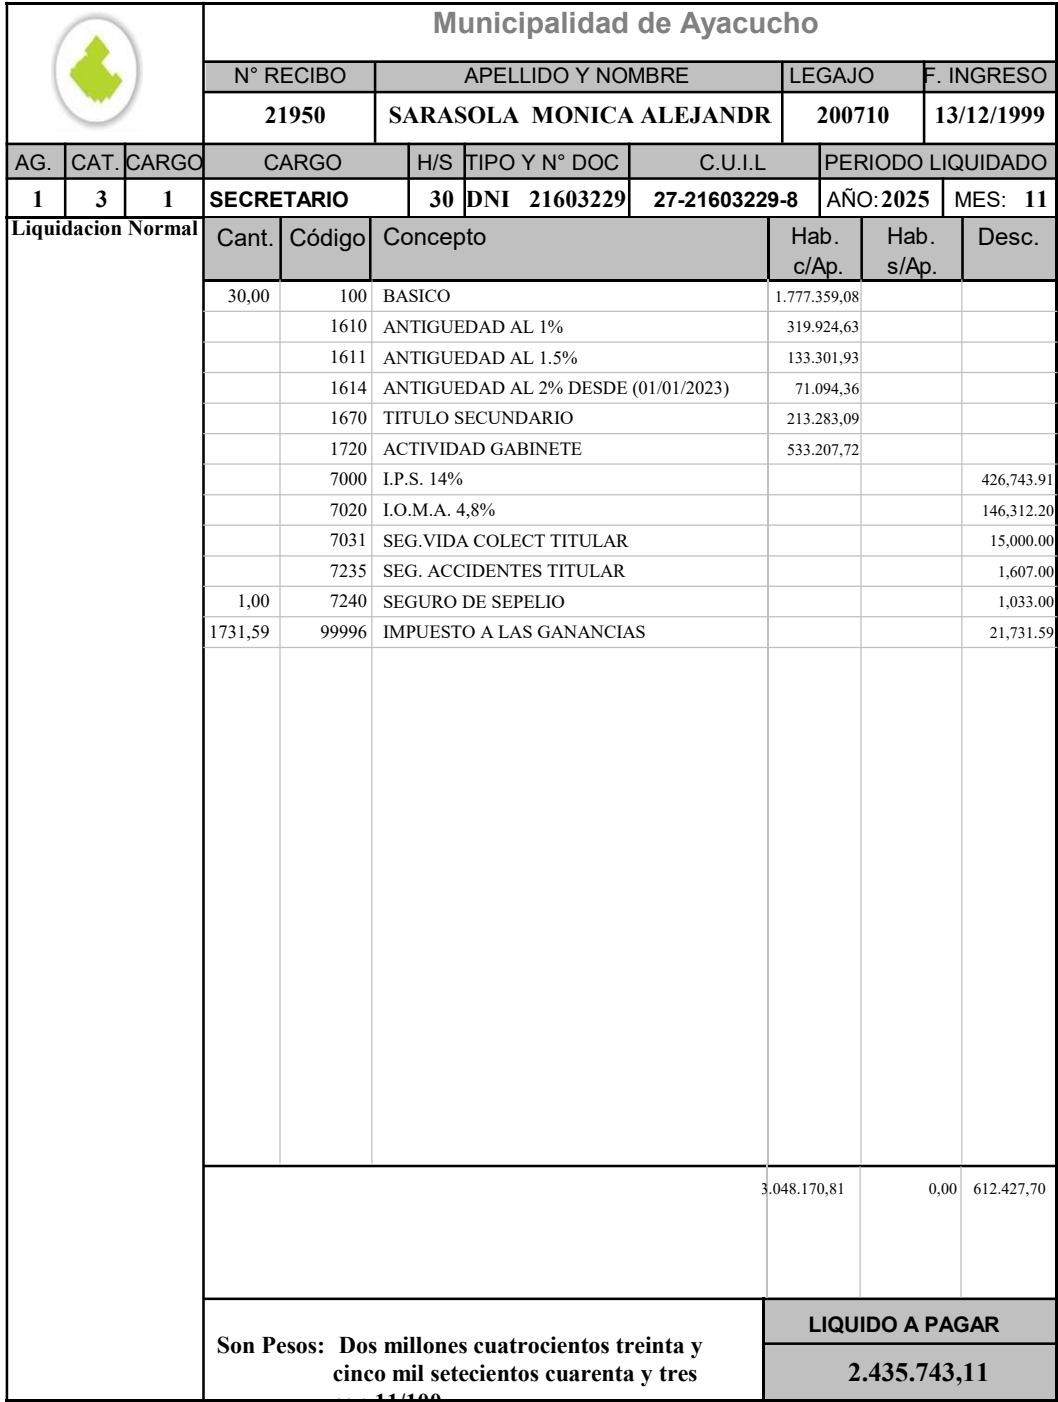 Municipalidad de Ayacucho
N° RECIBO APELLIDO Y NOMBRE LEGAJO F. INGRESO
21950 SARASOLA MONICA ALEJANDR 200710 13/12/1999
AG. CAT. CARGO CARGO H/S TIPO Y N° DOC C.U.I.L PERIODO LIQUIDADO
1 3 1 SECRETARIO 30 DNI 21603229 27-21603229-8 AÑO: 2025 MES: 11
Liquidacion Normal
Cant. Código Concepto Hab. c/Ap. Hab. s/Ap. Desc.
30,00 100 BASICO 1.777.359,08
1610 ANTIGUEDAD AL 1% 319.924,63
1611 ANTIGUEDAD AL 1.5% 133.301,93
1614 ANTIGUEDAD AL 2% DESDE (01/01/2023) 71.094,36
1670 TITULO SECUNDARIO 213.283,09
1720 ACTIVIDAD GABINETE 533.207,72
7000 I.P.S. 14% 426,743.91
7020 I.O.M.A. 4,8% 146,312.20
7031 SEG.VIDA COLECT TITULAR 15,000.00
7235 SEG. ACCIDENTES TITULAR 1,607.00
1,00 7240 SEGURO DE SEPELIO 1,033.00
1731,59 99996 IMPUESTO A LAS GANANCIAS 21,731.59
3.048.170,81 0,00 612.427,70
LIQUIDO A PAGAR
Son Pesos: Dos millones cuatrocientos treinta y
cinco mil setecientos cuarenta y tres
2.435.743,11
con 11/100